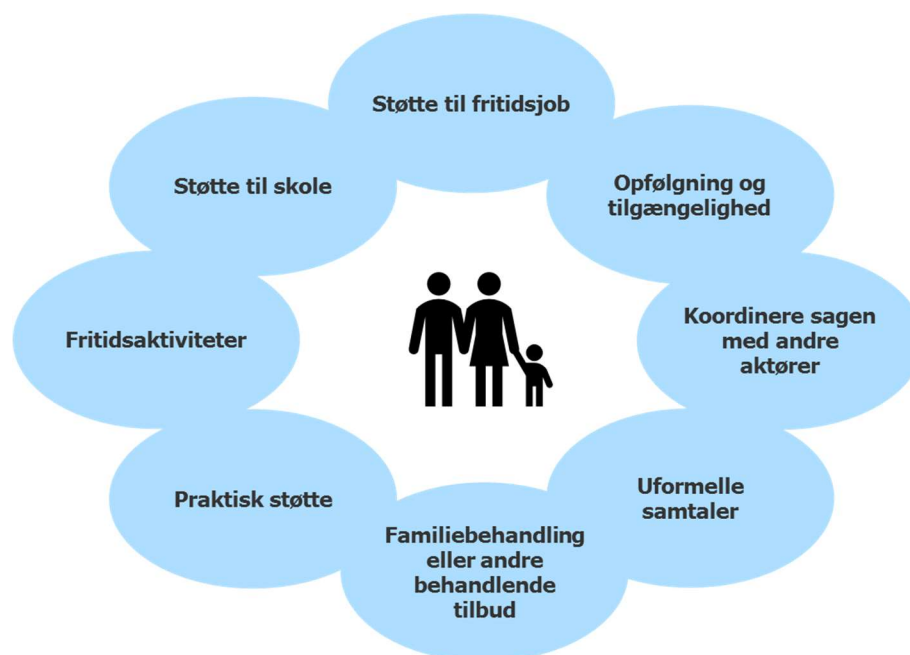 Støtte til fritidsjob
Opfølgning og
tilgængelighed
Koordinere sagen
med andre
aktører
Uformelle
samtaler
Familiebehandling
eller andre
behandlende
tilbud
Praktisk støtte
Fritidsaktiviteter
Støtte til skole